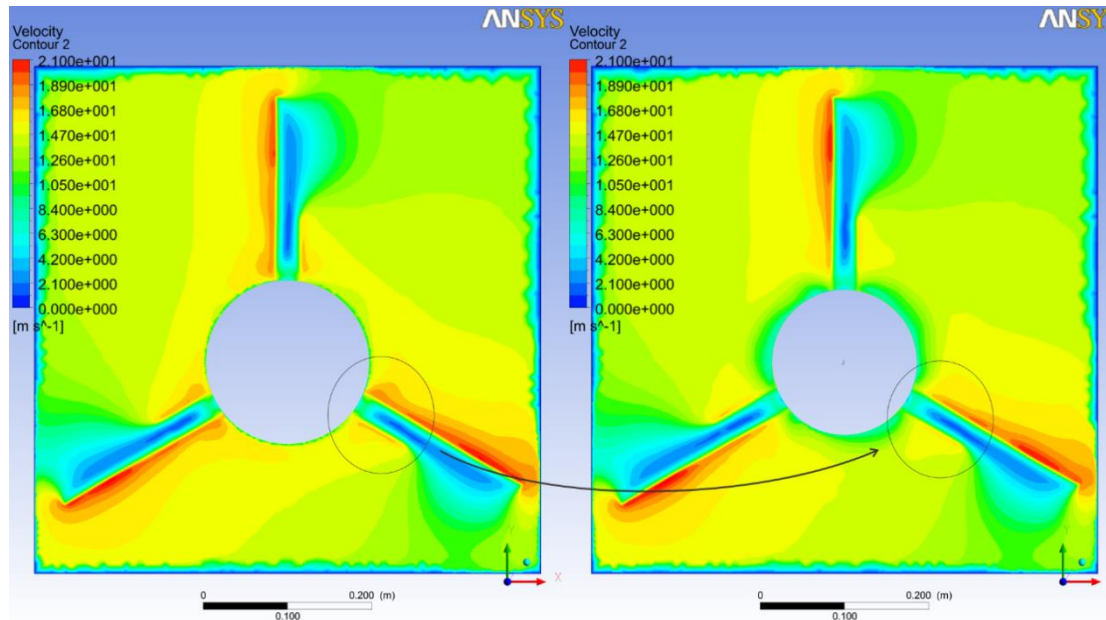 ANSYS
Velocity
Contour 2
2.100e+001
1.890e+001
1.680e+001
1.470e+001
1.260e+001
1.050e+001
8.400e+000
6.300e+000
4.200e+000
2.100e+000
0.000e+000
[m s^-1]
Y
X
0 0.200 (m)
0.100
ANSY
Velocity
Contour 2
2.100e+001
1.890e+001
1.680e+001
1.470e+001
1.260e+001
1.050e+001
8.400e+000
6.300e+000
4.200e+000
2.100e+000
0.000e+000
[m s^-1]
Y
0 0.200 (m)
0.100